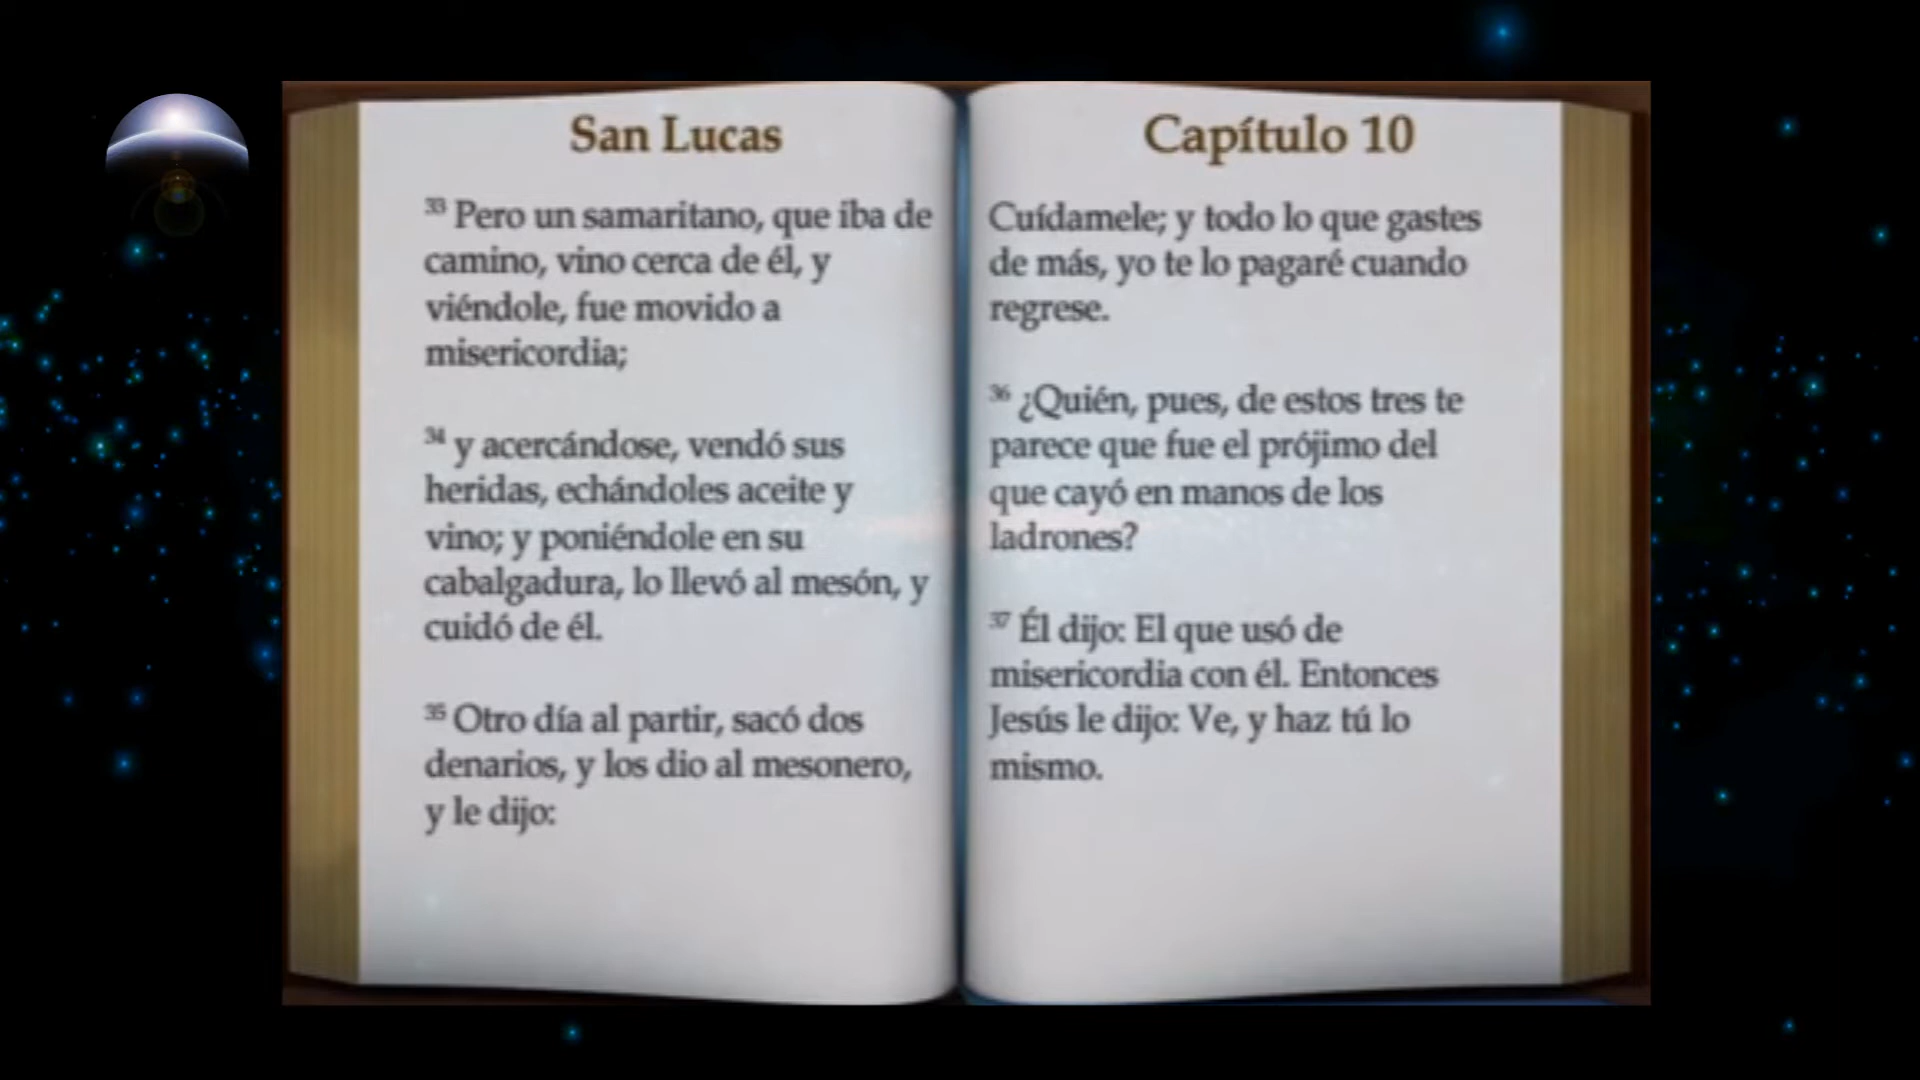 San Lucas
33 Pero un samaritano, que iba de
camino, vino cerca de él, y
viéndole, fue movido a
misericordia;
34 y acercándose, vendó sus
heridas, echándoles aceite y
vino; y poniéndole en su
cabalgadura, lo llevó al mesón, y
cuidó de él.
35 Otro día al partir, sacó dos
denarios, y los dio al mesonero,
y le dijo:
Capítulo 10
Cuídamele; y todo lo que gastes
de más, yo te lo pagaré cuando
regrese.
36 ¿Quién, pues, de estos tres te
parece que fue el prójimo del
que cayó en manos de los
ladrones?
37 Él dijo: El que usó de
misericordia con él. Entonces
Jesús le dijo: Ve, y haz tú lo
mismo.